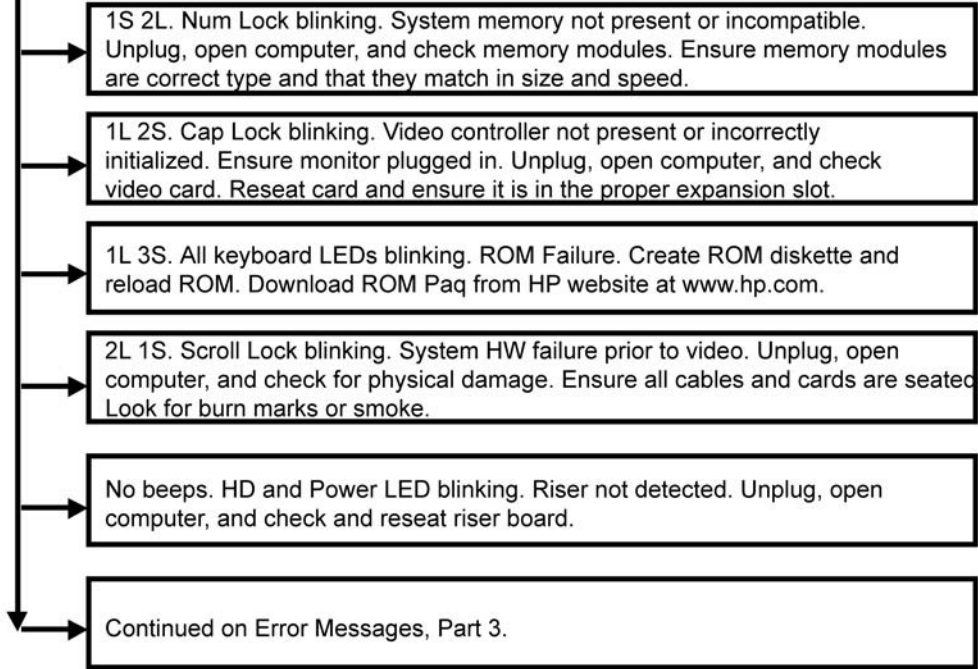 1S 2L. Num Lock blinking. System memory not present or incompatible.
Unplug, open computer, and check memory modules. Ensure memory modules
are correct type and that they match in size and speed.
1L 2S. Cap Lock blinking. Video controller not present or incorrectly
initialized. Ensure monitor plugged in. Unplug, open computer, and check
video card. Reseat card and ensure it is in the proper expansion slot.
1L 3S. All keyboard LEDs blinking. ROM Failure. Create ROM diskette and
reload ROM. Download ROM Paq from HP website at www.hp.com.
2L 1S. Scroll Lock blinking. System HW failure prior to video. Unplug, open
computer, and check for physical damage. Ensure all cables and cards are seated
Look for burn marks or smoke.
No beeps. HD and Power LED blinking. Riser not detected. Unplug, open
computer, and check and reseat riser board.
Continued on Error Messages, Part 3.